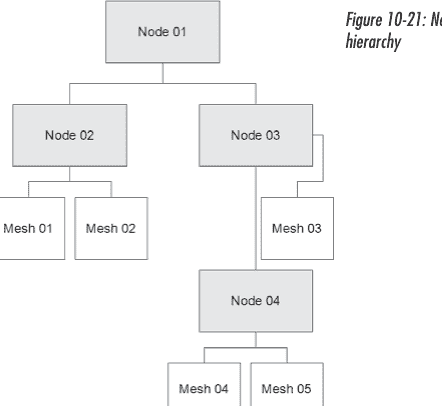 Node 01
Figure 10-21:
hierarchy
Node 02
Node 03
Mesh 01
Mesh 02
Mesh 03
Node 04
Mesh 04
Mesh 05